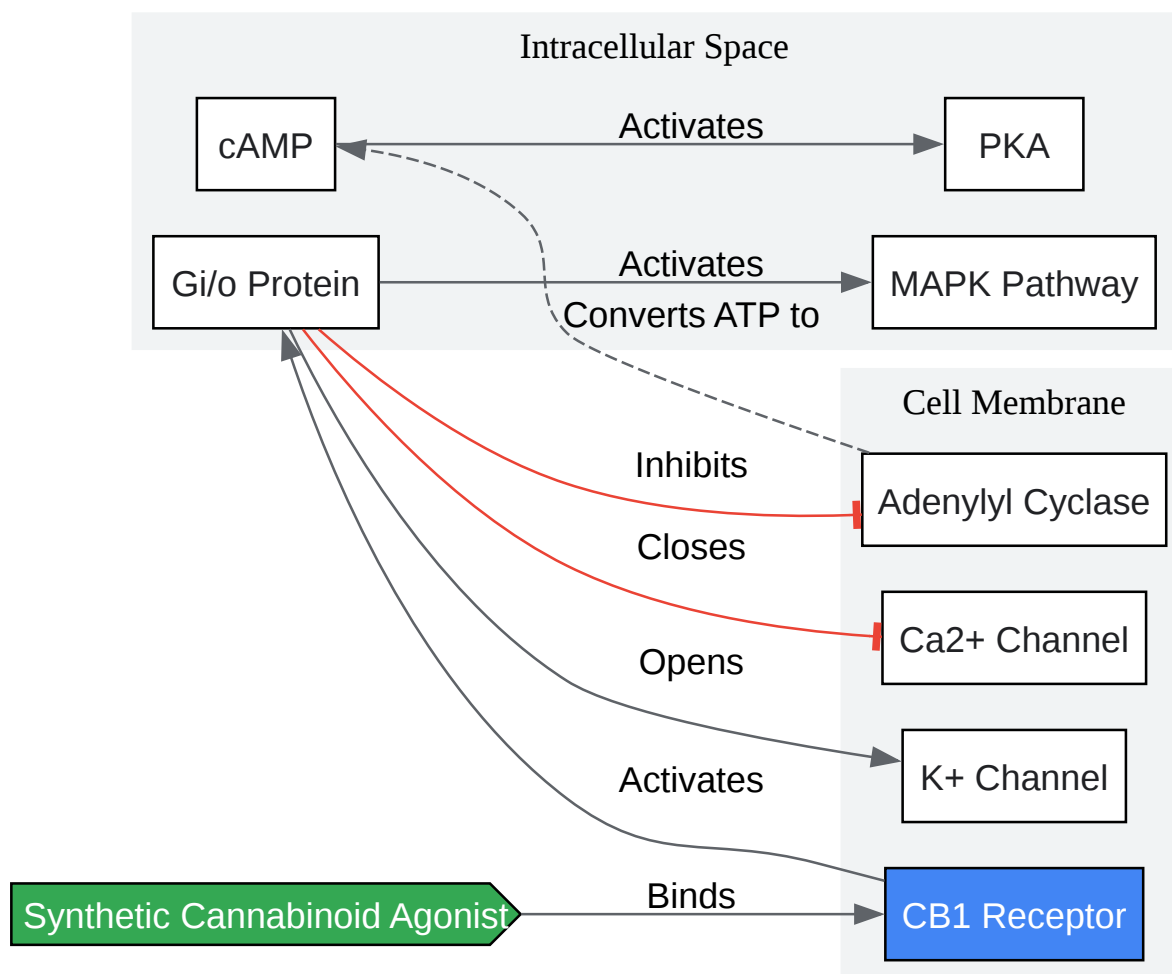 Intracellular Space
cAMP
Activates
PKA
Gi/o Protein
Activates
MAPK Pathway
Converts ATP to
Cell Membrane
Inhibits
Adenylyl Cyclase
Closes
Ca2+ Channel
Opens
K+ Channel
Activates
Synthetic Cannabinoid Agonist
Binds
CB1 Receptor